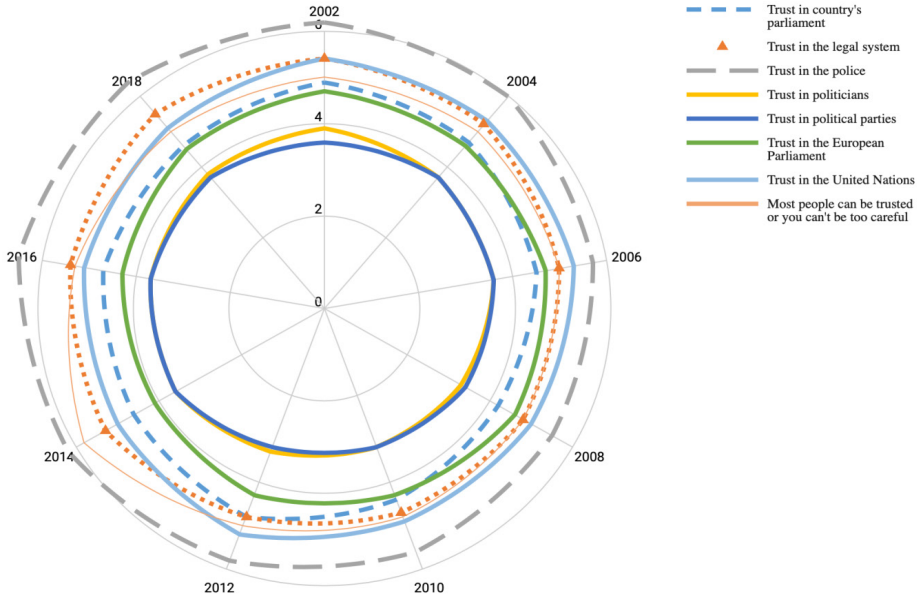 2002
6
2018
2004
4
2
2016
2006
0
2014
2008
2012
2010
Trust in country's
parliament
Trust in the legal system
Trust in the police
Trust in politicians
Trust in political parties
Trust in the European
Parliament
Trust in the United Nations
Most people can be trusted
or you can't be too careful